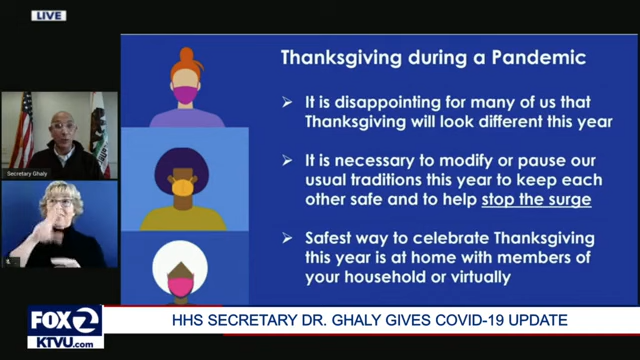 LIVE
Thanksgiving during a Pandemic
➢ It is disappointing for many of us that
Thanksgiving will look different this year
➢ It is necessary to modify or pause our
usual traditions this year to keep each
other safe and to help stop the surge
➢ Safest way to celebrate Thanksgiving
this year is at home with members of
your household or virtually
Secretary Ghaly
FOX 2
KTVU.com
HHS SECRETARY DR. GHALY GIVES COVID-19 UPDATE